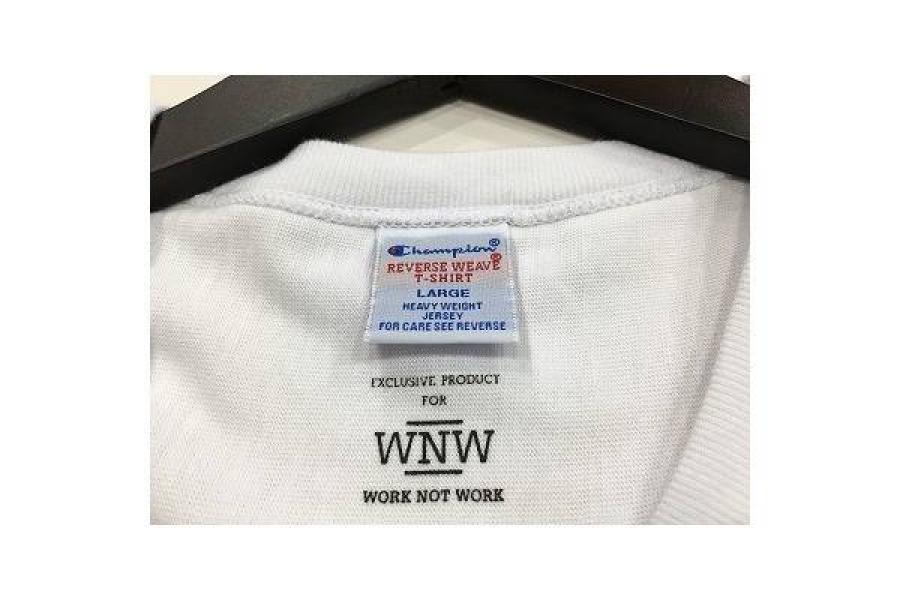 Champion®
REVERSE WEAVE®
T-SHIRT
LARGE
HEAVY WEIGHT
JERSEY
FOR CARE SEE REVERSE
EXCLUSIVE PRODUCT
FOR
WNW
WORK NOT WORK